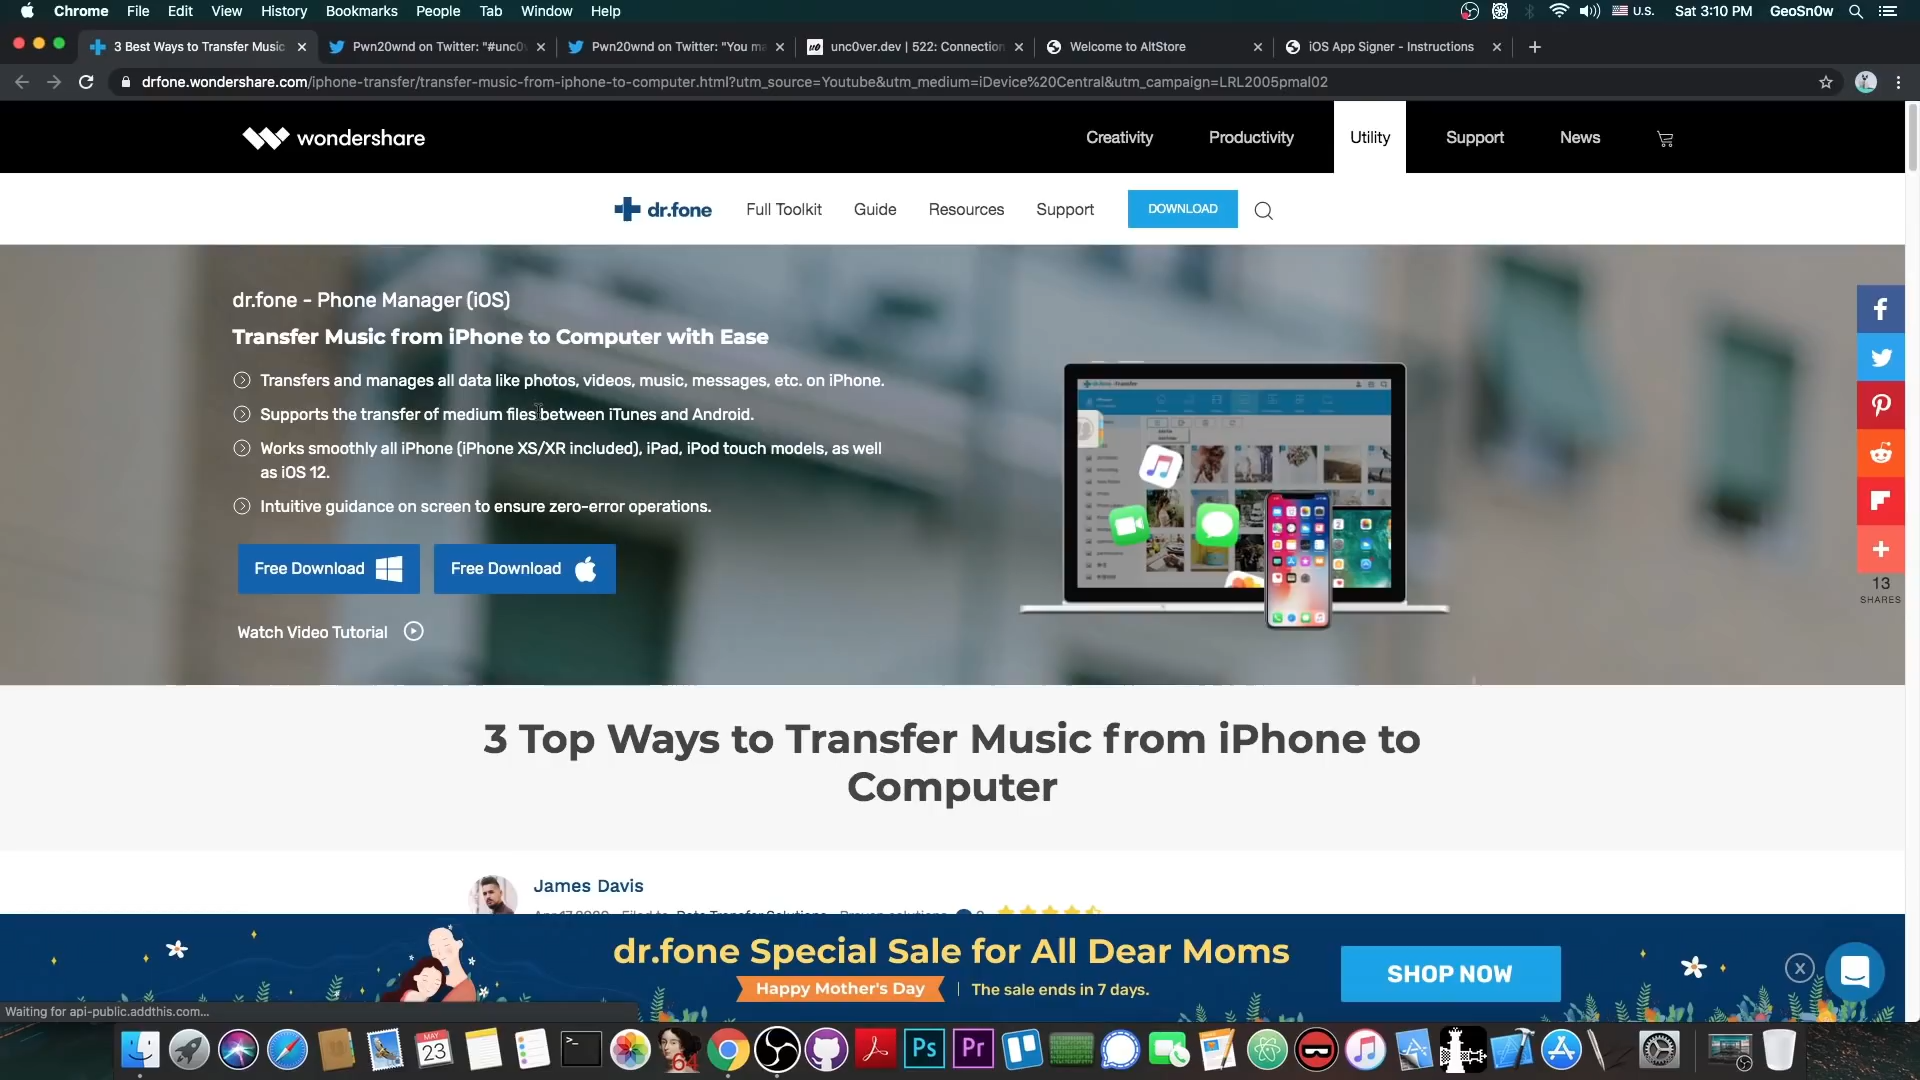 Chrome File Edit View History Bookmarks People Tab Window Help U.S. Sat 3:10 PM GeoSn0w
3 Best Ways to Transfer Music Pwn20wnd on Twitter: "#unc0v Pwn20wnd on Twitter: "You ma unc0ver.dev | 522: Connection Welcome to AltStore iOS App Signer - Instructions
drfone.wondershare.com/iphone-transfer/transfer-music-from-iphone-to-computer.html?utm_source=Youtube&utm_medium=iDevice%20Central&utm_campaign=LRL2005pmal02
wondershare Creativity Productivity Utility Support News
dr.fone Full Toolkit Guide Resources Support DOWNLOAD
dr.fone - Phone Manager (iOS)
Transfer Music from iPhone to Computer with Ease
Transfers and manages all data like photos, videos, music, messages, etc. on iPhone.
Supports the transfer of medium files between iTunes and Android.
Works smoothly all iPhone (iPhone XS/XR included), iPad, iPod touch models, as well
as iOS 12.
Intuitive guidance on screen to ensure zero-error operations.
Free Download Free Download
Watch Video Tutorial
13
SHARES
3 Top Ways to Transfer Music from iPhone to
Computer
James Davis
dr.fone Special Sale for All Dear Moms
SHOP NOW
Happy Mother's Day | The sale ends in 7 days.
Waiting for api-public.addthis.com...
MAY
23
64
Ps
Pr